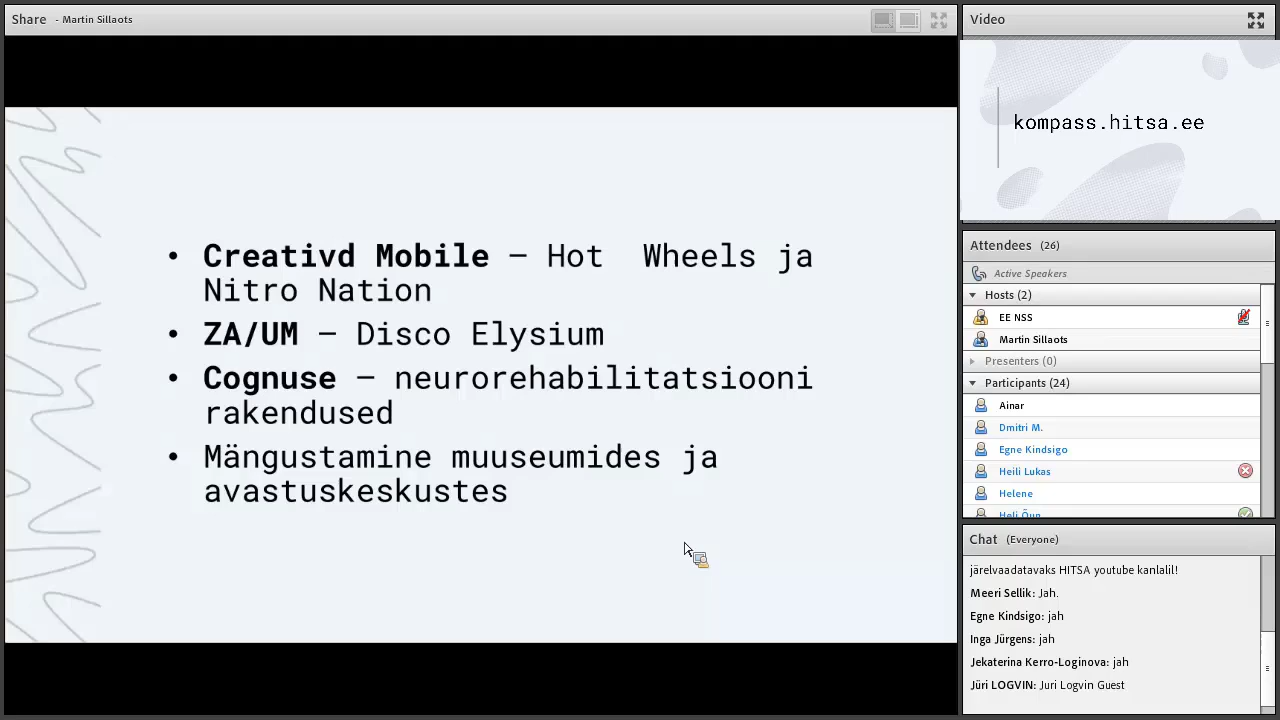 Share - Martin Sillaots
• Creativd Mobile – Hot Wheels ja
Nitro Nation
• ZA/UM – Disco Elysium
• Cognuse – neurorehabilitatsiooni
rakendused
• Mängustamine muuseumides ja
avastuskeskustes
Video
kompass.hitsa.ee
Attendees (26)
Active Speakers
Hosts (2)
EE NSS
Martin Sillaots
Presenters (0)
Participants (24)
Ainar
Dmitri M.
Egne Kindsigo
Heili Lukas
Helene
Heli Õun
Chat (Everyone)
järelvaadatavaks HITSA youtube kanlalil!
Meeri Sellik: Jah.
Egne Kindsigo: jah
Inga Jürgens: jah
Jekaterina Kerro-Loginova: jah
Jüri LOGVIN: Juri Logvin Guest